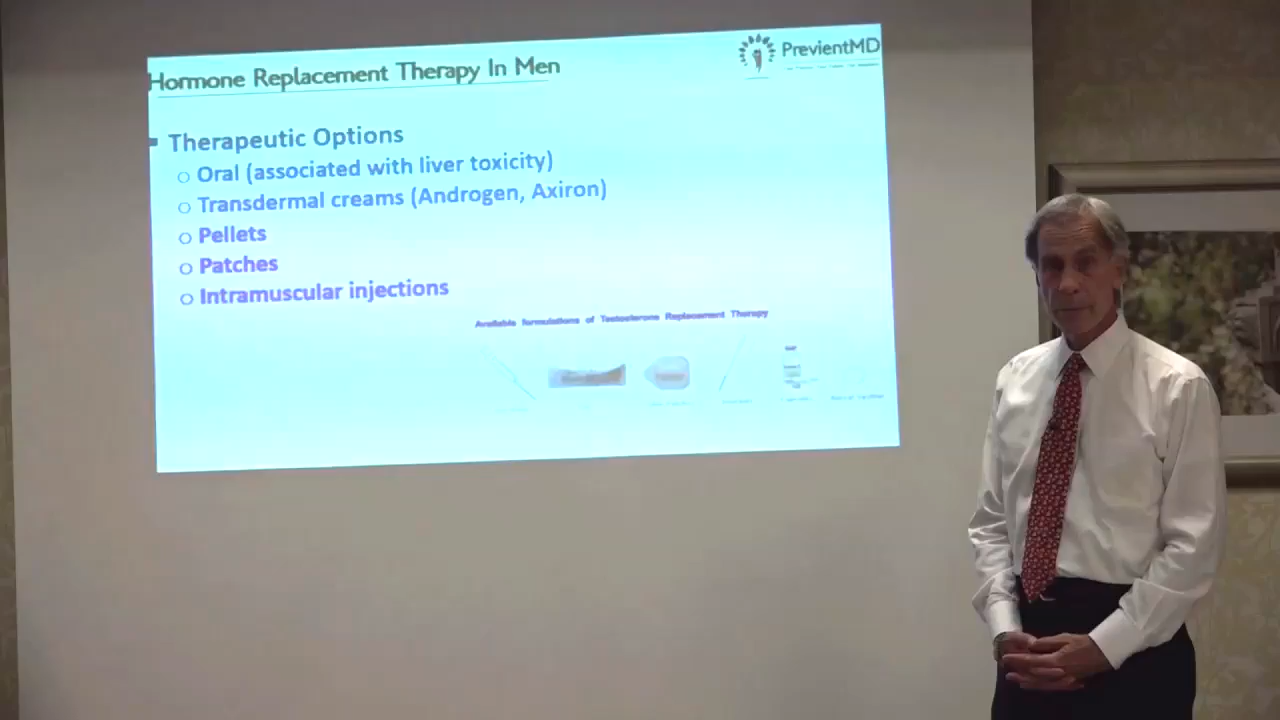 Hormone Replacement Therapy In Men
PrevientMD
Therapeutic Options
Oral (associated with liver toxicity)
Transdermal creams (Androgen, Axiron)
Pellets
Patches
Intramuscular injections
Available formulations of Testosterone Replacement Therapy